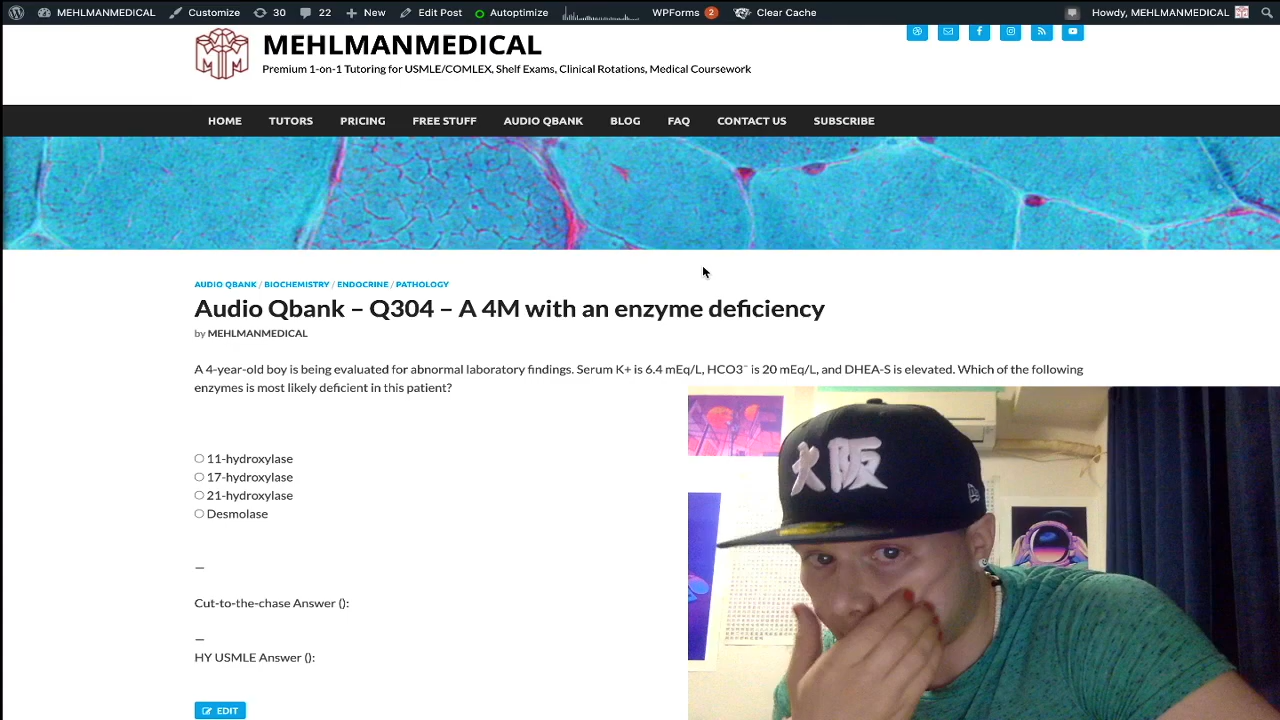 MEHLMANMEDICAL Customize 30 22 New Edit Post Autoptimize WPForms 2 Clear Cache Howdy, MEHLMANMEDICAL
MEHLMANMEDICAL
Premium 1-on-1 Tutoring for USMLE/COMLEX, Shelf Exams, Clinical Rotations, Medical Coursework
HOME TUTORS PRICING FREE STUFF AUDIO QBANK BLOG FAQ CONTACT US SUBSCRIBE
AUDIO QBANK / BIOCHEMISTRY / ENDOCRINE / PATHOLOGY
Audio Qbank – Q304 – A 4M with an enzyme deficiency
by MEHLMANMEDICAL
A 4-year-old boy is being evaluated for abnormal laboratory findings. Serum K+ is 6.4 mEq/L, HCO3⁻ is 20 mEq/L, and DHEA-S is elevated. Which of the following
enzymes is most likely deficient in this patient?
11-hydroxylase
17-hydroxylase
21-hydroxylase
Desmolase
—
Cut-to-the-chase Answer ():
—
HY USMLE Answer ():
EDIT
大阪